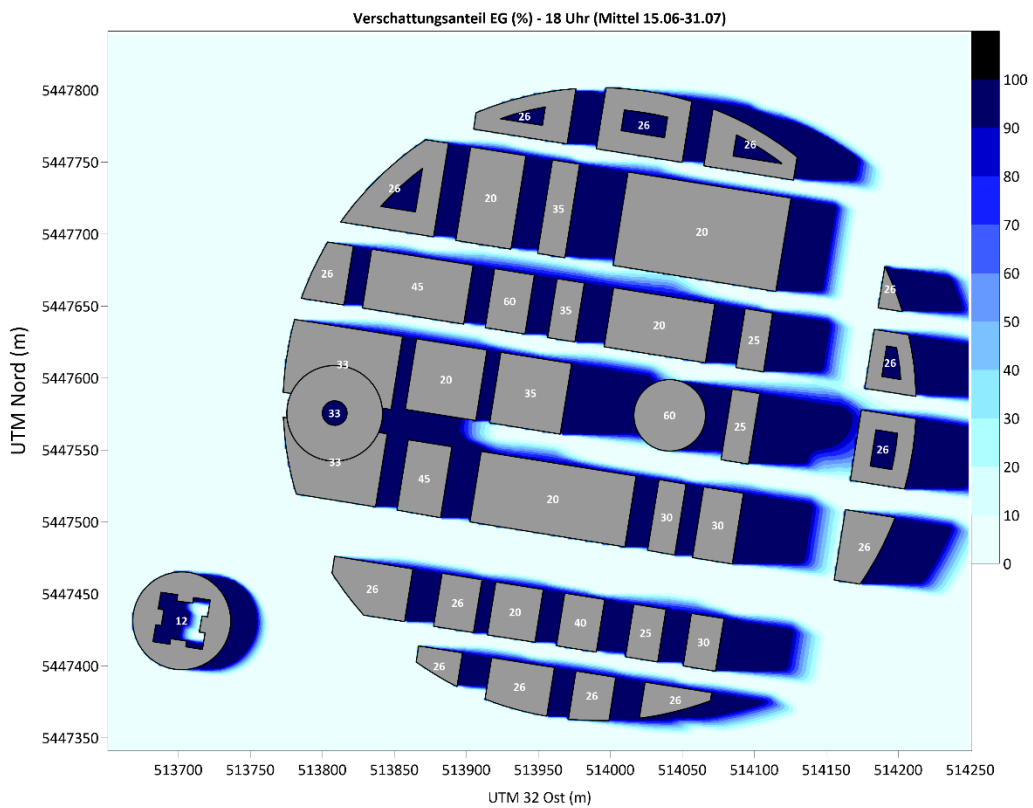 Verschattungsanteil EG (%) - 18 Uhr (Mittel 15.06-31.07)
UTM Nord (m)
5447800
5447750
5447700
5447650
5447600
5447550
5447500
5447450
5447400
5447350
26 26 26
26 20 35 20
26 45 60 35 20 25
33 20 35 60 25
33
33 45 20 30 30
26
26
26
26
12
26 26 20 40 25 30
26 26 26 26
100
90
80
70
60
50
40
30
20
10
0
513700 513750 513800 513850 513900 513950 514000 514050 514100 514150 514200 514250
UTM 32 Ost (m)